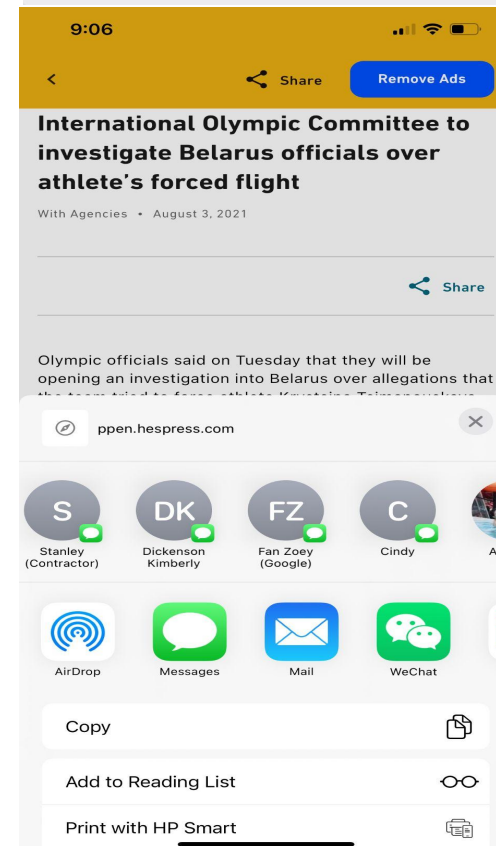 9:06
Share
Remove Ads
International Olympic Committee to
investigate Belarus officials over
athlete's forced flight
With Agencies • August 3, 2021
Share
Olympic officials said on Tuesday that they will be
opening an investigation into Belarus over allegations that
ppen.hespress.com
S
DK
FZ
C
Stanley
(Contractor)
Dickenson
Kimberly
Fan Zoey
(Google)
Cindy
AirDrop
Messages
Mail
WeChat
Copy
Add to Reading List
Print with HP Smart